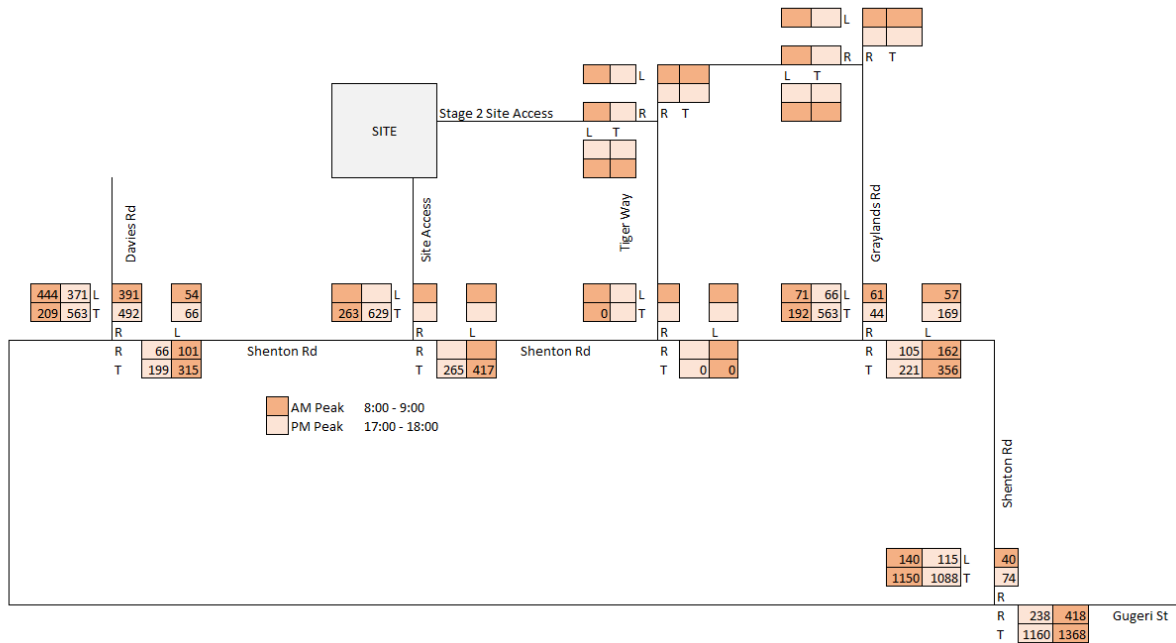 L
R T
L
R R T
L T
L
R R T
L T
Stage 2 Site Access
SITE
Davies Rd
Site Access
Tiger Way
Graylands Rd
444 371 L 391 54
209 563 T 492 66
R L
R 66 101
T 199 315
L
263 629 T
R L
R
T 265 417
L
0 T
R L
R
T 0 0
71 66 L 61 57
192 563 T 44 169
R L
R 105 162
T 221 356
Shenton Rd
Shenton Rd
AM Peak 8:00 - 9:00
PM Peak 17:00 - 18:00
Shenton Rd
140 115 L 40
1150 1088 T 74
R
R 238 418
T 1160 1368
Gugeri St